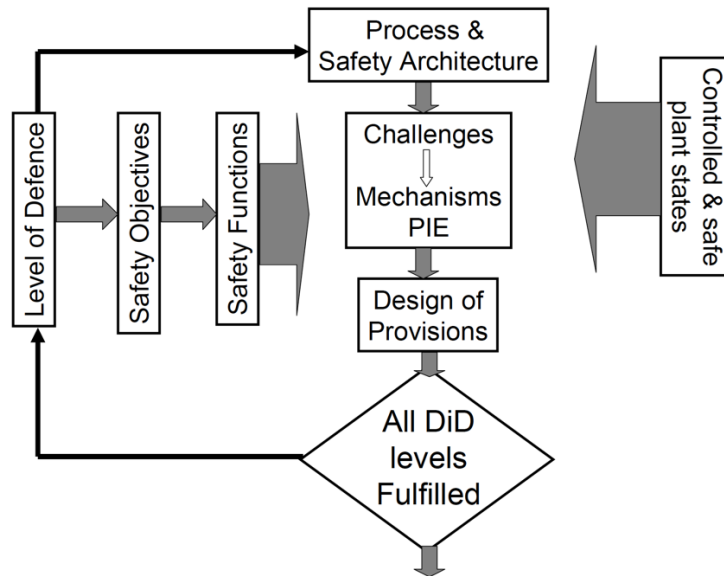 Process &
Safety Architecture
Level of Defence
Safety Objectives
Safety Functions
Challenges
Mechanisms
PIE
Controlled & safe
plant states
Design of
Provisions
All DiD
levels
Fulfilled